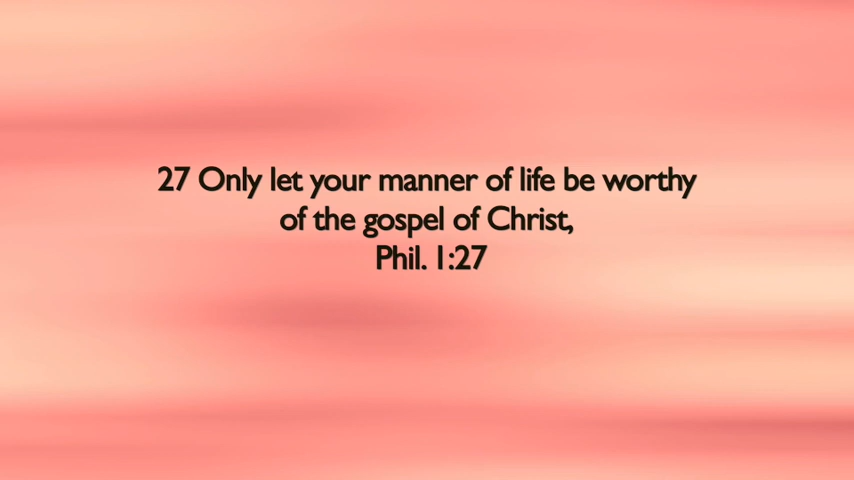 27 Only let your manner of life be worthy
of the gospel of Christ,
Phil. 1:27